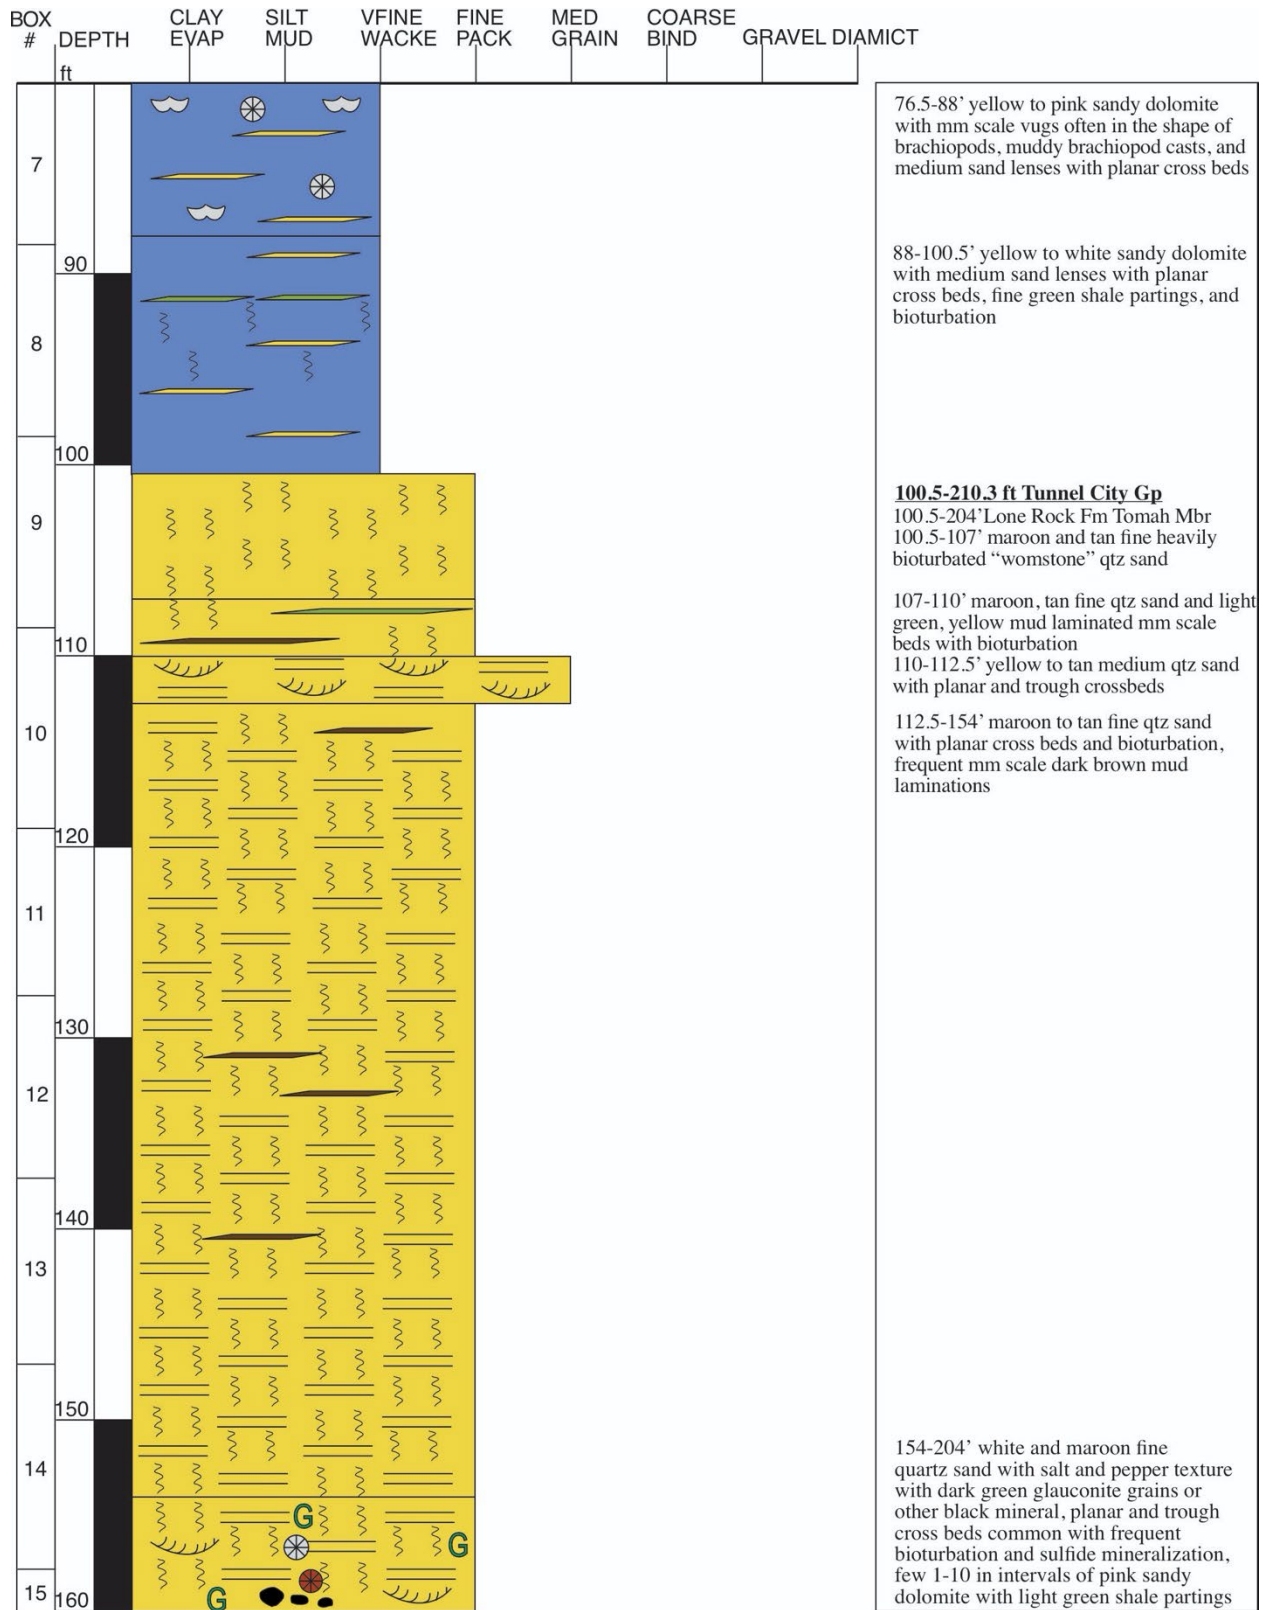 BOX # DEPTH
CLAY EVAP
SILT MUD
VFINE WACKE
FINE PACK
MED GRAIN
COARSE BIND
GRAVEL DIAMICT
ft
7
90
8
100
9
110
10
120
11
130
12
140
13
150
14
15 160
G
G
G
76.5-88’ yellow to pink sandy dolomite
with mm scale vugs often in the shape of
brachiopods, muddy brachiopod casts, and
medium sand lenses with planar cross beds
88-100.5’ yellow to white sandy dolomite
with medium sand lenses with planar
cross beds, fine green shale partings, and
bioturbation
100.5-210.3 ft Tunnel City Gp
100.5-204’Lone Rock Fm Tomah Mbr
100.5-107’ maroon and tan fine heavily
bioturbated “womstone” qtz sand
107-110’ maroon, tan fine qtz sand and light
green, yellow mud laminated mm scale
beds with bioturbation
110-112.5’ yellow to tan medium qtz sand
with planar and trough crossbeds
112.5-154’ maroon to tan fine qtz sand
with planar cross beds and bioturbation,
frequent mm scale dark brown mud
laminations
154-204’ white and maroon fine
quartz sand with salt and pepper texture
with dark green glauconite grains or
other black mineral, planar and trough
cross beds common with frequent
bioturbation and sulfide mineralization,
few 1-10 in intervals of pink sandy
dolomite with light green shale partings